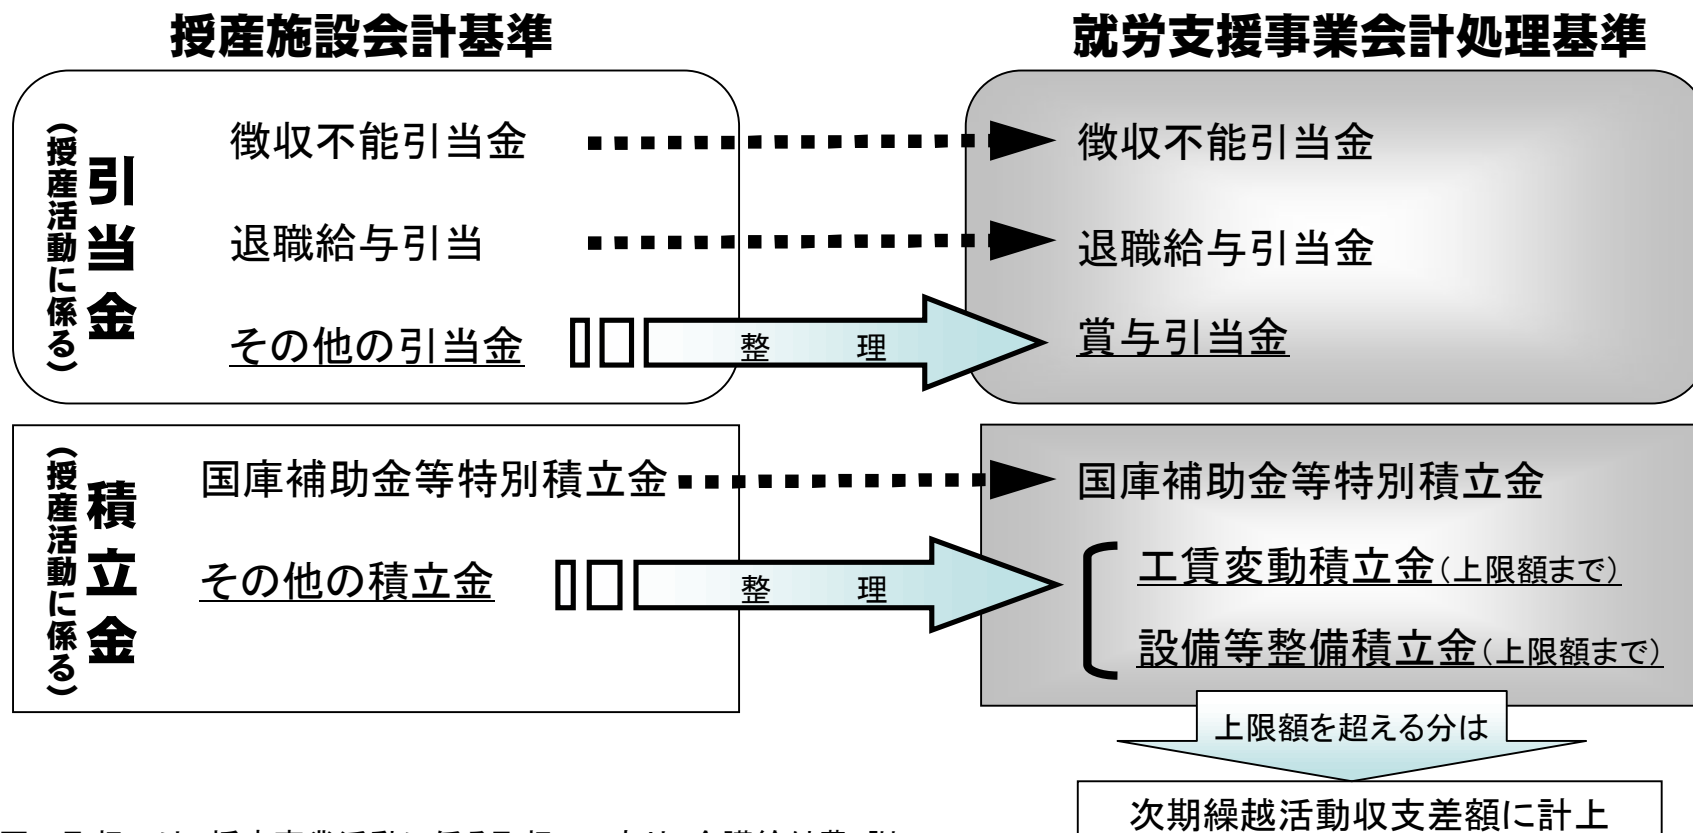 授産施設会計基準
就労支援事業会計処理基準
引当金
(授産活動に係る)
徴収不能引当金
徴収不能引当金
退職給与引当
退職給与引当金
その他の引当金
整 理
賞与引当金
積立金
(授産活動に係る)
国庫補助金等特別積立金
国庫補助金等特別積立金
その他の積立金
整 理
工賃変動積立金(上限額まで)
設備等整備積立金(上限額まで)
上限額を超える分は
次期繰越活動収支差額に計上